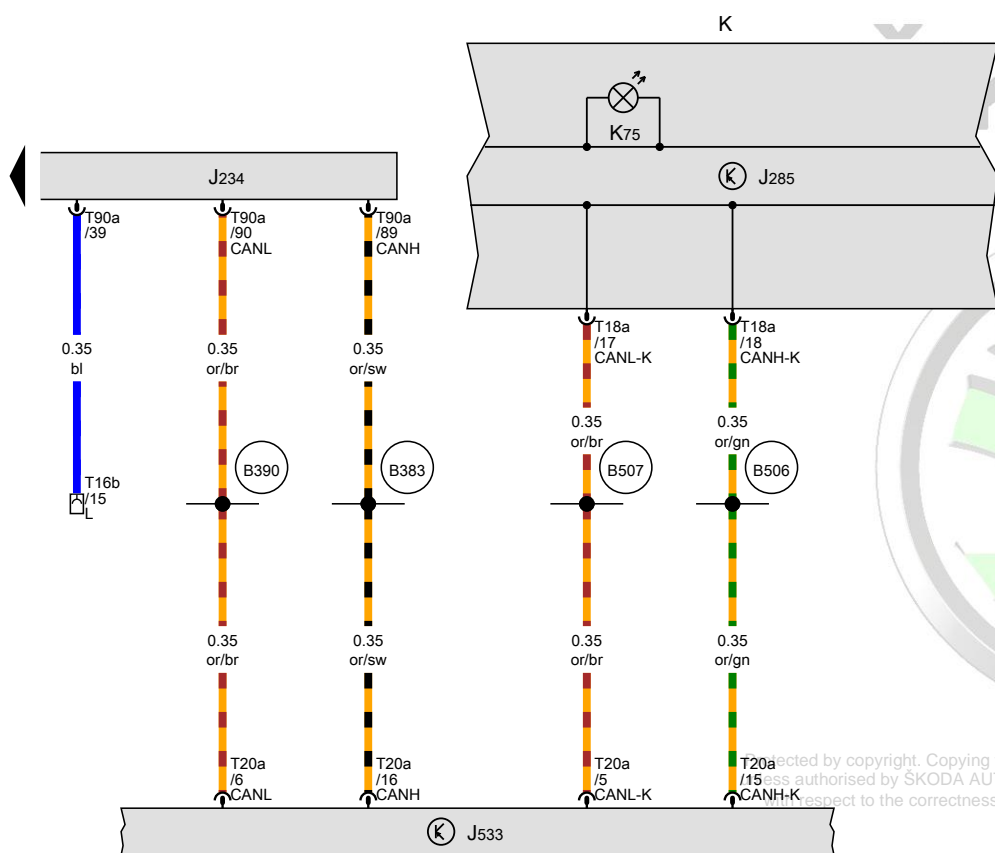 K
K75
J234
J285
T90a
/39
T90a
/90
CANL
T90a
/89
CANH
T18a
/17
CANL-K
T18a
/18
CANH-K
0.35
bl
0.35
or/br
0.35
or/sw
0.35
or/br
0.35
or/gn
B390
B383
B507
B506
T16b
/15
L
0.35
or/br
0.35
or/sw
0.35
or/br
0.35
or/gn
T20a
/6
CANL
T20a
/16
CANH
T20a
/5
CANL-K
T20a
/15
CANH-K
Protected by copyright. Copying
authorised by ŠKODA AU
with respect to the correctness
J533